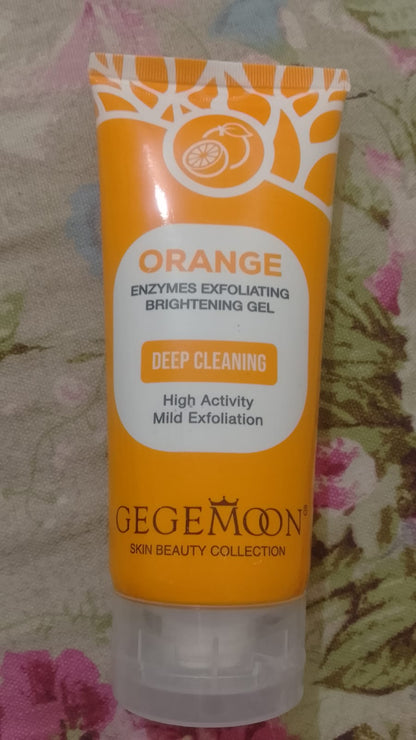 ORANGE
ENZYMES EXFOLIATING
BRIGHTENING GEL
DEEP CLEANING
High Activity
Mild Exfoliation
GEGEMOON®
SKIN BEAUTY COLLECTION